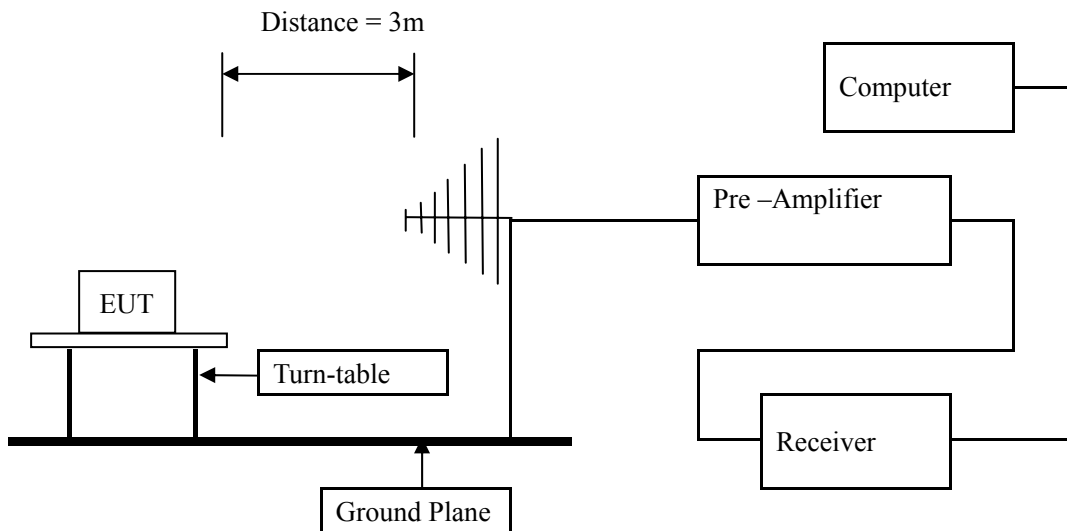 Distance = 3m
Computer
Pre –Amplifier
EUT
Turn-table
Receiver
Ground Plane